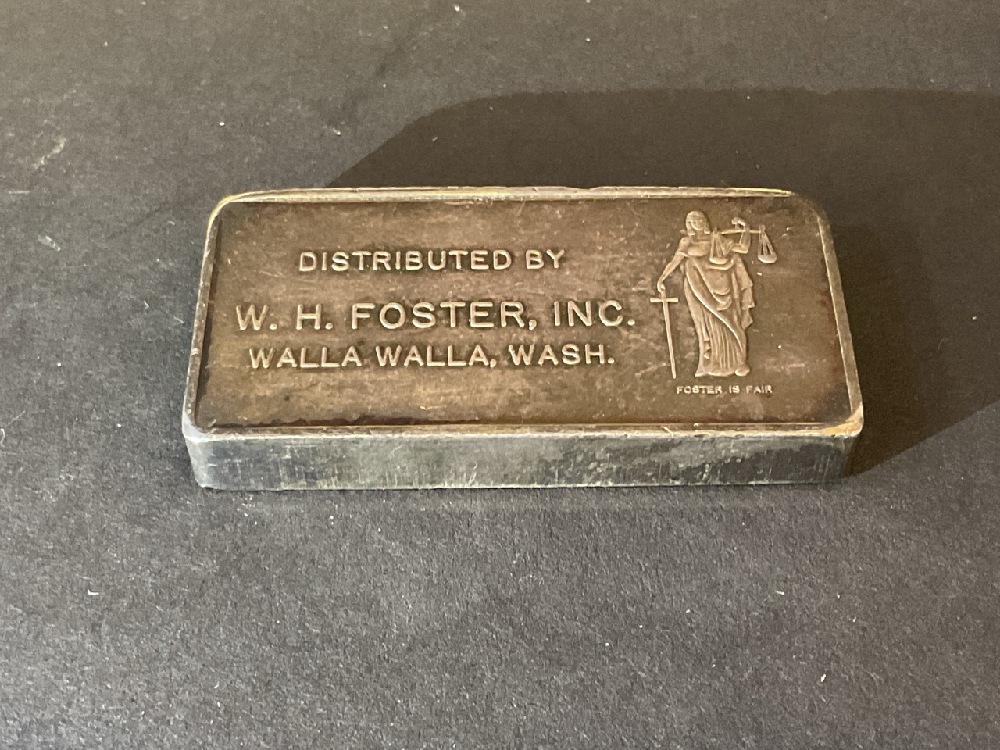 DISTRIBUTED BY
W. H. FOSTER, INC.
WALLA WALLA, WASH.
FOSTER IS FAIR